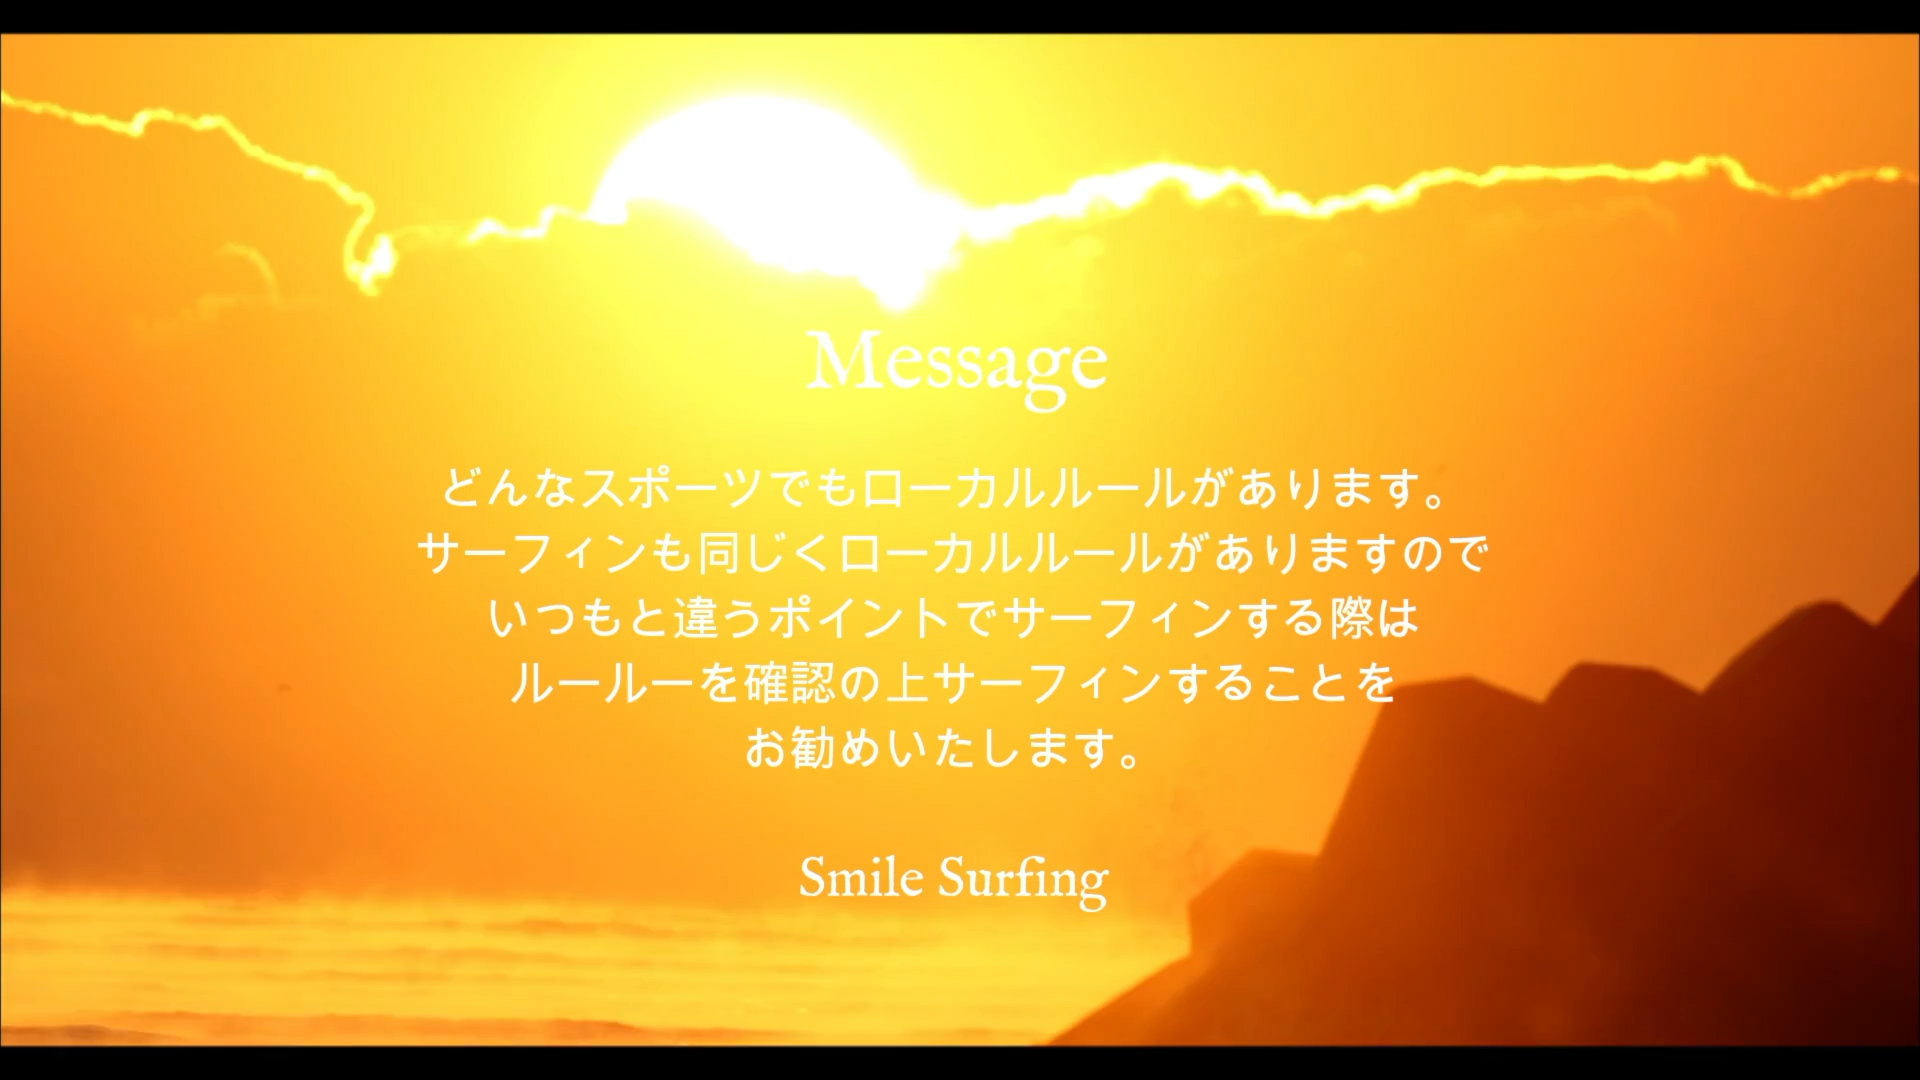 Message
どんなスポーツでもローカルルールがあります。
サーフィンも同じくローカルルールがありますので
いつもと違うポイントでサーフィンする際は
ルールーを確認の上サーフィンすることを
お勧めいたします。
Smile Surfing